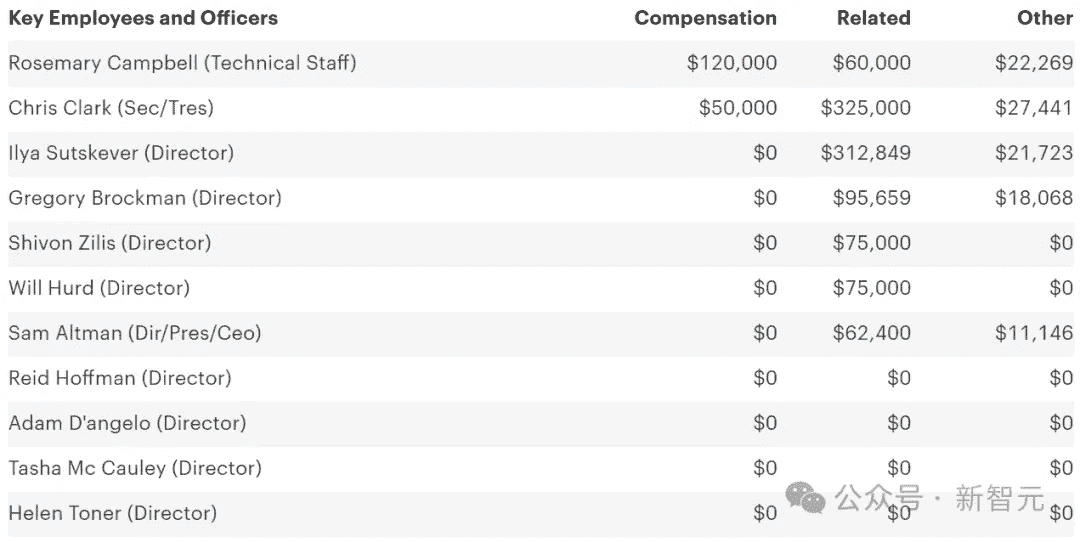 Key Employees and Officers Compensation Related Other
Rosemary Campbell (Technical Staff) $120,000 $60,000 $22,269
Chris Clark (Sec/Tres) $50,000 $325,000 $27,441
Ilya Sutskever (Director) $0 $312,849 $21,723
Gregory Brockman (Director) $0 $95,659 $18,068
Shivon Zilis (Director) $0 $75,000 $0
Will Hurd (Director) $0 $75,000 $0
Sam Altman (Dir/Pres/Ceo) $0 $62,400 $11,146
Reid Hoffman (Director) $0 $0 $0
Adam D'angelo (Director) $0 $0 $0
Tasha Mc Cauley (Director) $0 $0 $0
公众号 · 新智元
Helen Toner (Director) $0 $0 $0